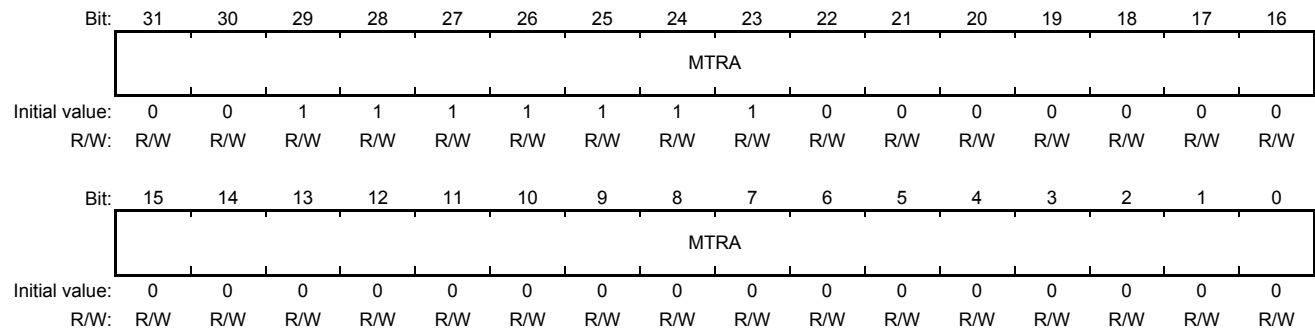 Bit: 31 30 29 28 27 26 25 24 23 22 21 20 19 18 17 16
MTRA
Initial value: 0 0 1 1 1 1 1 1 1 0 0 0 0 0 0 0
R/W: R/W R/W R/W R/W R/W R/W R/W R/W R/W R/W R/W R/W R/W R/W R/W R/W
Bit: 15 14 13 12 11 10 9 8 7 6 5 4 3 2 1 0
MTRA
Initial value: 0 0 0 0 0 0 0 0 0 0 0 0 0 0 0 0
R/W: R/W R/W R/W R/W R/W R/W R/W R/W R/W R/W R/W R/W R/W R/W R/W R/W